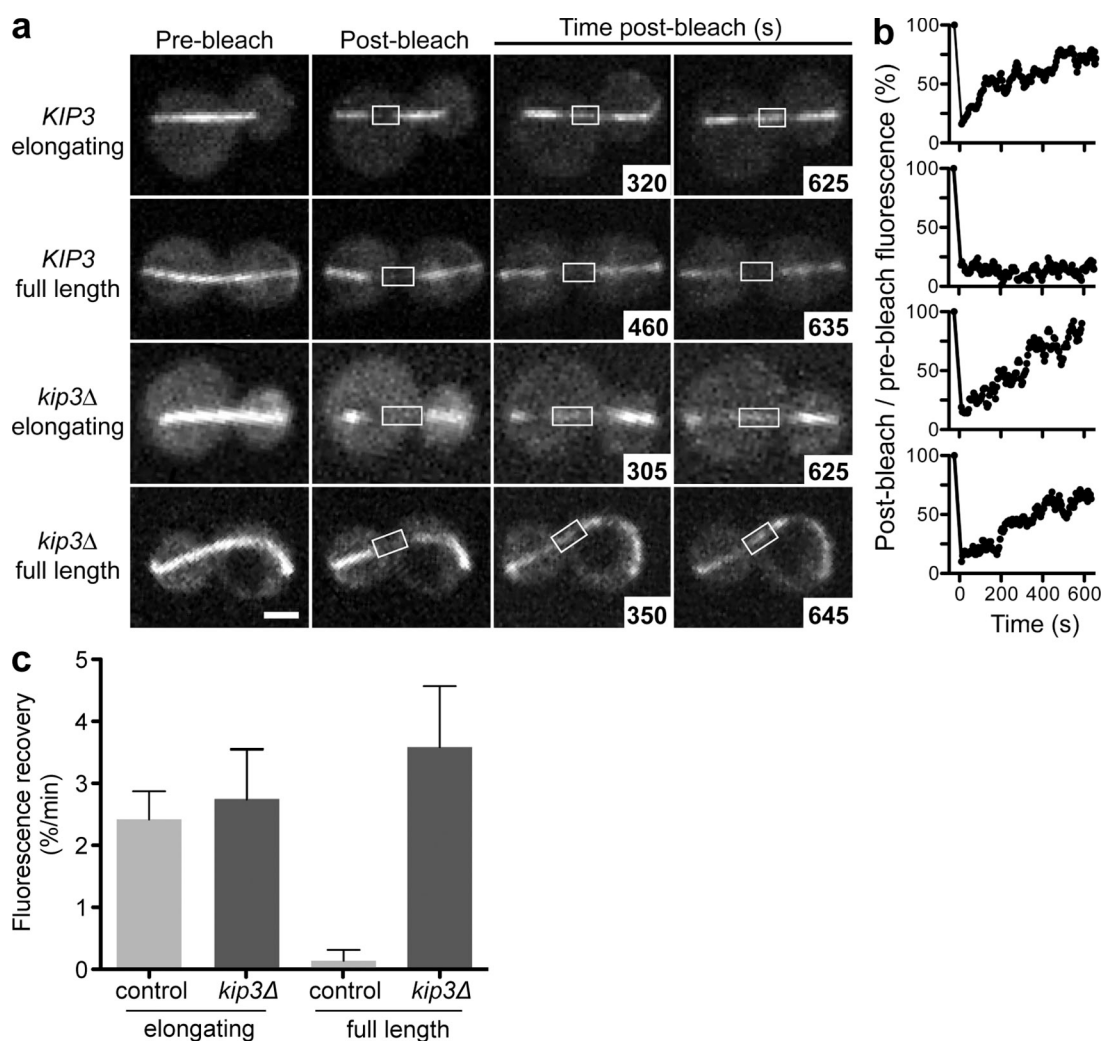 a
Pre-bleach
Post-bleach
Time post-bleach (s)
KIP3
elongating
320
625
KIP3
full length
460
635
kip3Δ
elongating
305
625
kip3Δ
full length
350
645
b
Post-bleach / pre-bleach fluorescence (%)
100
50
0
100
50
0
100
50
0
100
50
0
0 200 400 600
Time (s)
c
Fluorescence recovery
(%/min)
5
4
3
2
1
0
control kip3Δ control kip3Δ
elongating full length